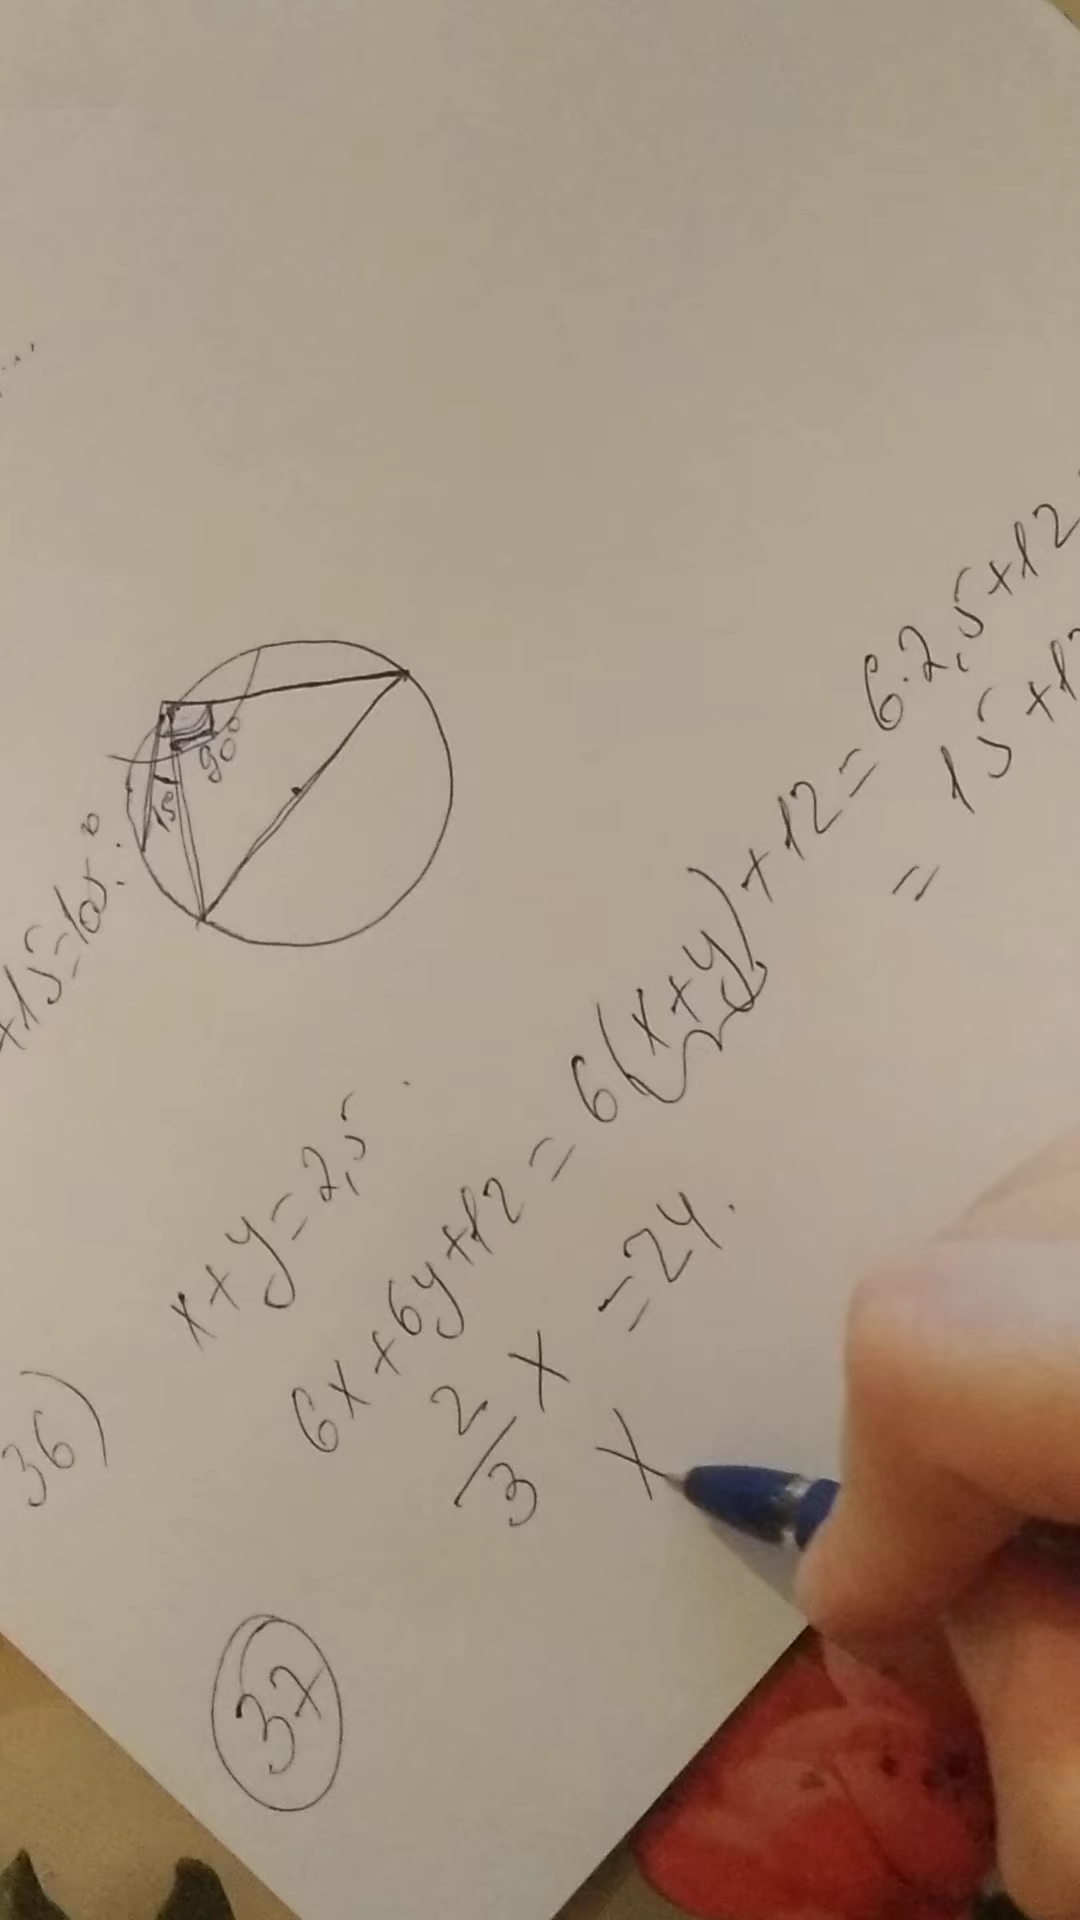 90°
15
+15=105°
36)
x+y=2,5
6x+6y+12=6(x+y)+12=6·2,5+12
=15+12
37
2/3 x=24.
x